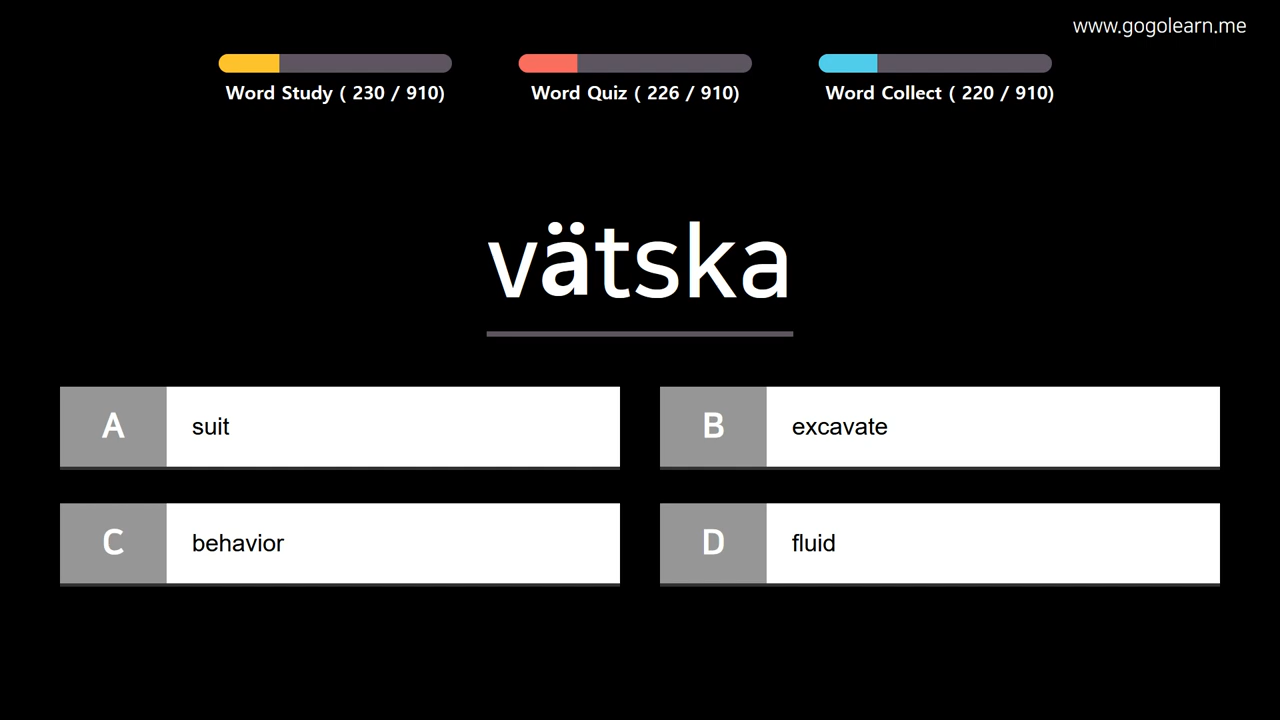 www.gogolearn.me
Word Study ( 230 / 910)
Word Quiz ( 226 / 910)
Word Collect ( 220 / 910)
vätska
A suit
B excavate
C behavior
D fluid